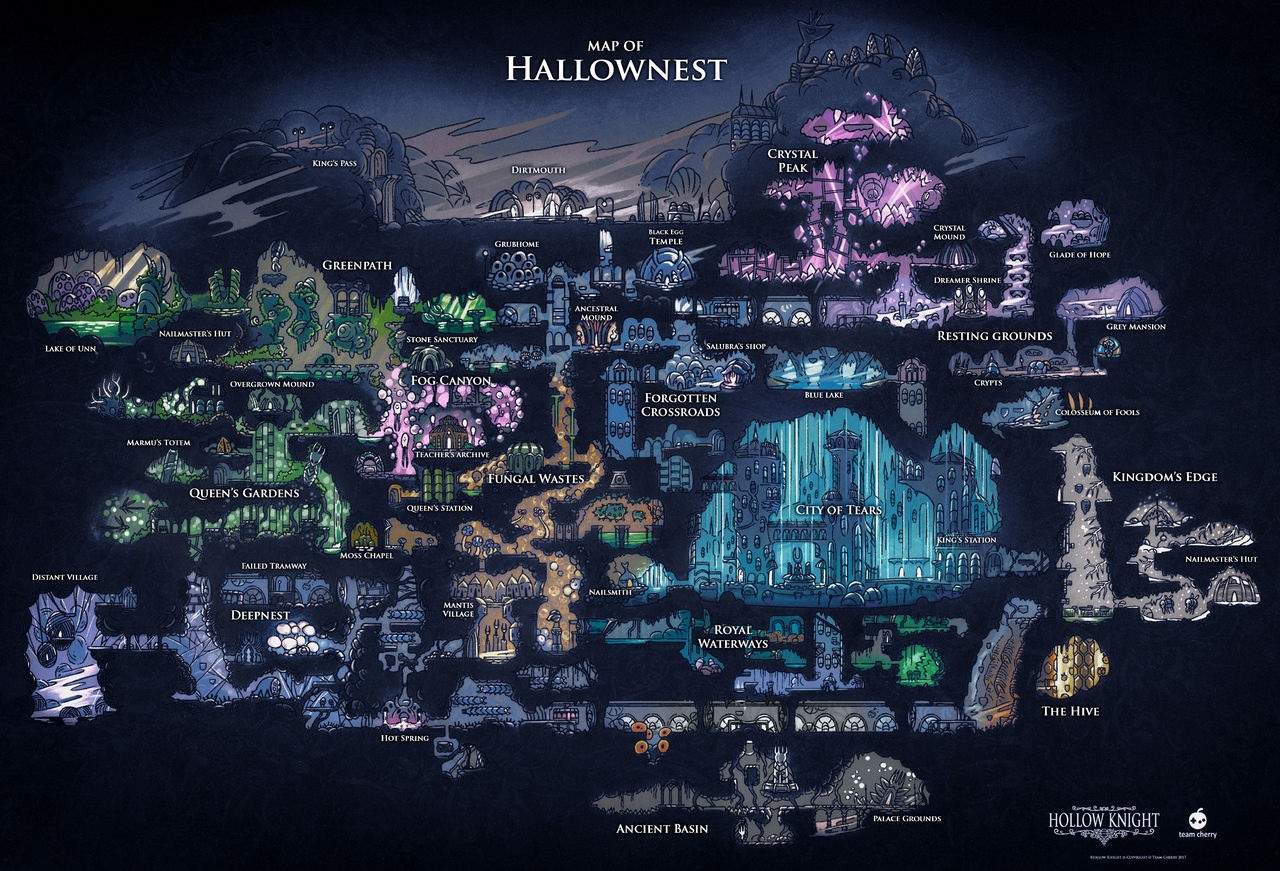 MAP OF
HALLOWNEST
KING'S PASS
DIRTMOUTH
CRYSTAL
PEAK
GRUBHOME
BLACK EGG
TEMPLE
CRYSTAL
MOUND
GLADE OF HOPE
GREENPATH
DREAMER SHRINE
LAKE OF UNN
NAILMASTER'S HUT
STONE SANCTUARY
ANCESTRAL
MOUND
SALUBRA'S SHOP
RESTING GROUNDS
GREY MANSION
OVERGROWN MOUND
FOG CANYON
FORGOTTEN
CROSSROADS
BLUE LAKE
CRYPTS
COLOSSEUM OF FOOLS
MARMU'S TOTEM
TEACHER'S ARCHIVE
QUEEN'S GARDENS
FUNGAL WASTES
KINGDOM'S EDGE
QUEEN'S STATION
CITY OF TEARS
KING'S STATION
MOSS CHAPEL
NAILMASTER'S HUT
DISTANT VILLAGE
FAILED TRAMWAY
NAILSMITH
DEEPNEST
MANTIS
VILLAGE
ROYAL
WATERWAYS
THE HIVE
HOT SPRING
ANCIENT BASIN
PALACE GROUNDS
HOLLOW KNIGHT
team cherry
HOLLOW KNIGHT IS COPYRIGHT © TEAM CHERRY 2017